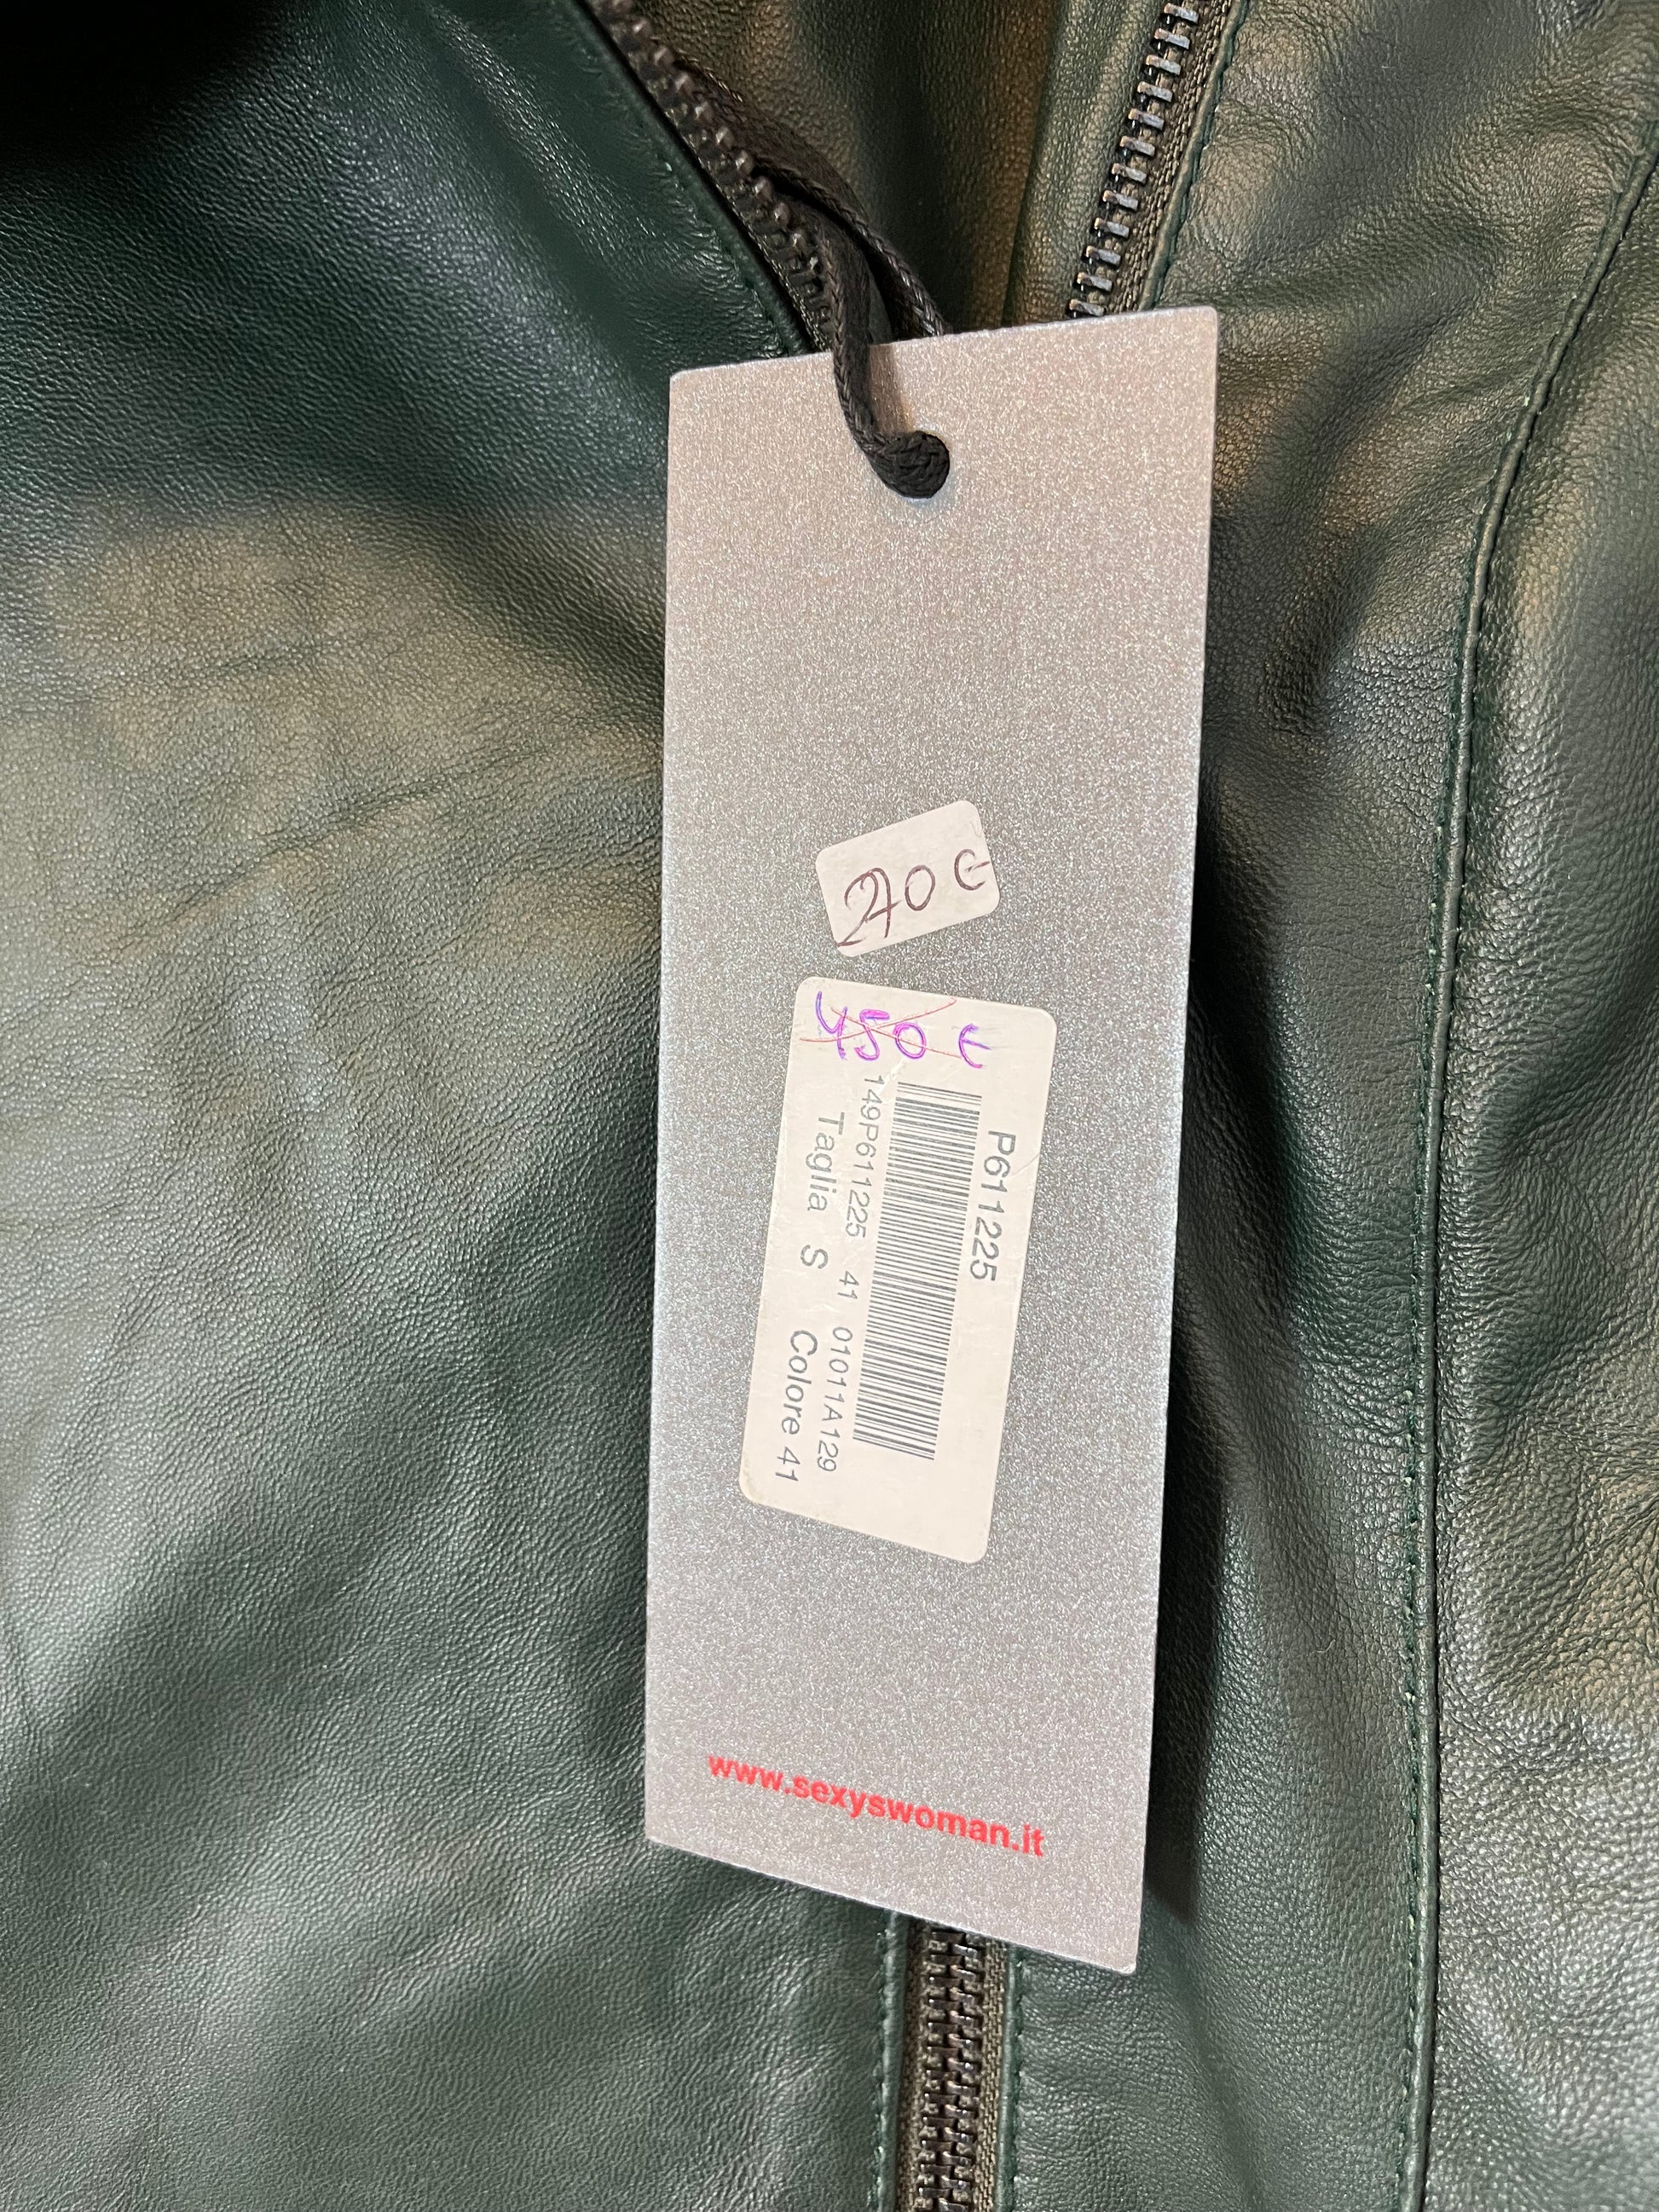 270 €
450 €
P611225
149P611225 41 01011A129
Taglia S Colore 41
www.sexyswoman.it